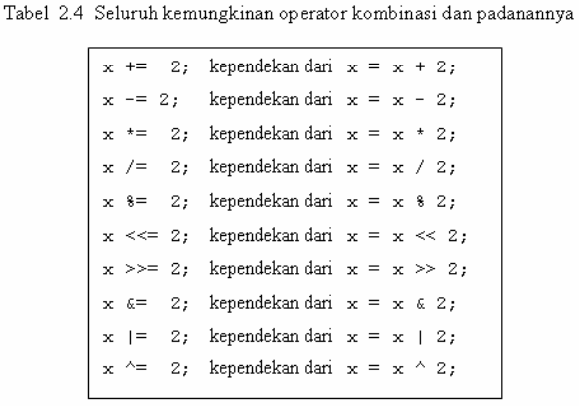 Tabel 2.4 Seluruh kemungkinan operator kombinasi dan padanannya
x += 2; kependekan dari x = x + 2;
x -= 2; kependekan dari x = x - 2;
x *= 2; kependekan dari x = x * 2;
x /= 2; kependekan dari x = x / 2;
x %= 2; kependekan dari x = x % 2;
x <<= 2; kependekan dari x = x << 2;
x >>= 2; kependekan dari x = x >> 2;
x &= 2; kependekan dari x = x & 2;
x |= 2; kependekan dari x = x | 2;
x ^= 2; kependekan dari x = x ^ 2;